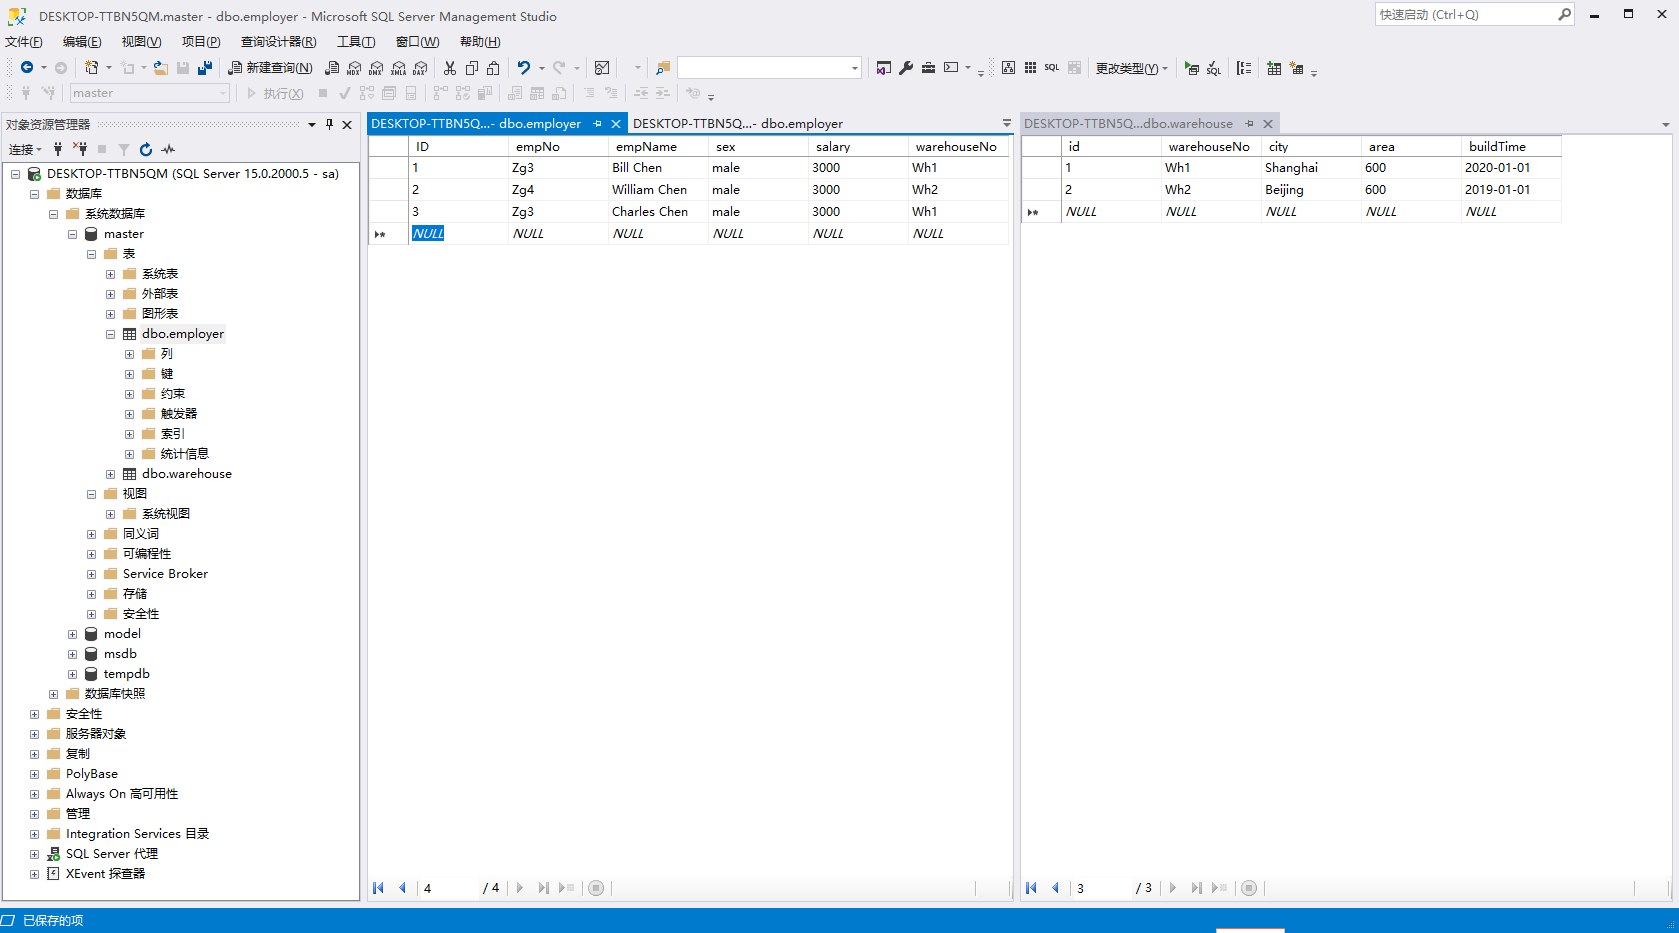 DESKTOP-TTBN5QM.master - dbo.employer - Microsoft SQL Server Management Studio
快速启动 (Ctrl+Q)
文件(F) 编辑(E) 视图(V) 项目(P) 查询设计器(R) 工具(T) 窗口(W) 帮助(H)
新建查询(N) MDX DMX XMLA DAX SQL 更改类型(Y) SQL
master 执行(X)
对象资源管理器
连接
DESKTOP-TTBN5QM (SQL Server 15.0.2000.5 - sa)
数据库
系统数据库
master
表
系统表
外部表
图形表
dbo.employer
列
键
约束
触发器
索引
统计信息
dbo.warehouse
视图
系统视图
同义词
可编程性
Service Broker
存储
安全性
model
msdb
tempdb
数据库快照
安全性
服务器对象
复制
PolyBase
Always On 高可用性
管理
Integration Services 目录
SQL Server 代理
XEvent 探查器
DESKTOP-TTBN5Q...- dbo.employer
DESKTOP-TTBN5Q...- dbo.employer
ID empNo empName sex salary warehouseNo
1 Zg3 Bill Chen male 3000 Wh1
2 Zg4 William Chen male 3000 Wh2
3 Zg3 Charles Chen male 3000 Wh1
NULL NULL NULL NULL NULL NULL
4 / 4
DESKTOP-TTBN5Q...dbo.warehouse
id warehouseNo city area buildTime
1 Wh1 Shanghai 600 2020-01-01
2 Wh2 Beijing 600 2019-01-01
NULL NULL NULL NULL NULL
3 / 3
已保存的项